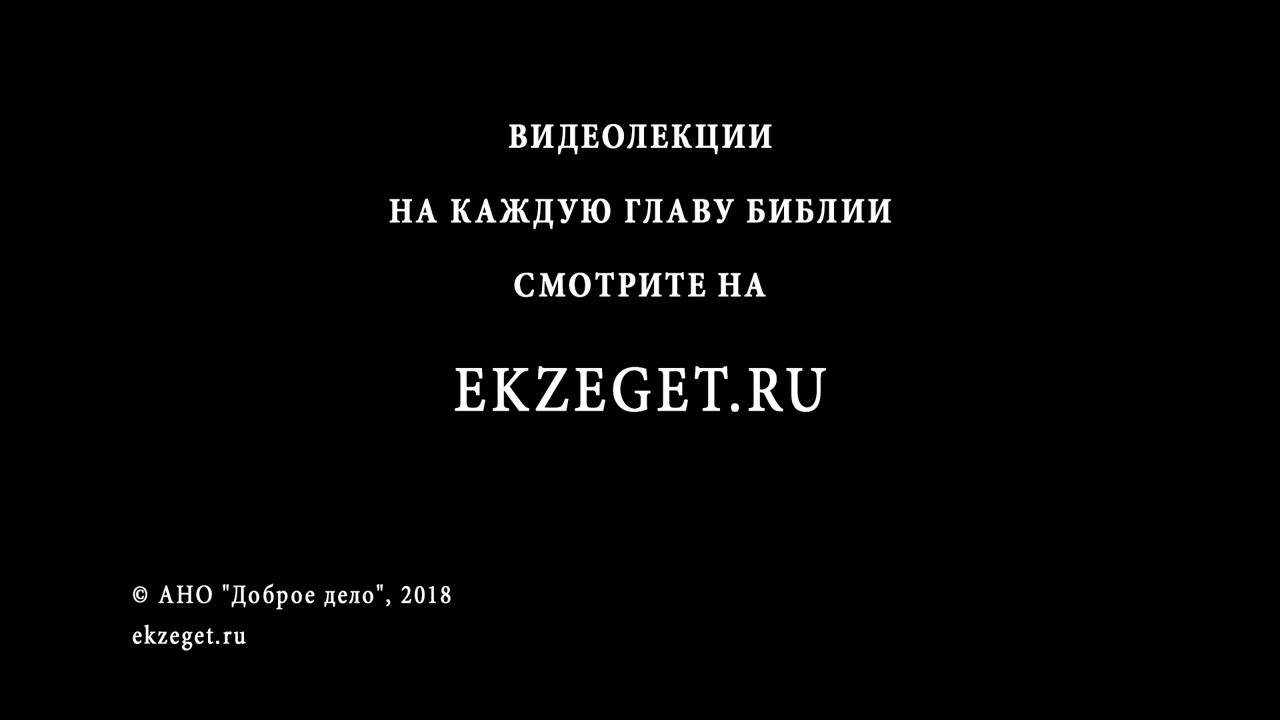 ВИДЕОЛЕКЦИИ
НА КАЖДУЮ ГЛАВУ БИБЛИИ
СМОТРИТЕ НА
EKZEGET.RU
© АНО "Доброе дело", 2018
ekzeget.ru